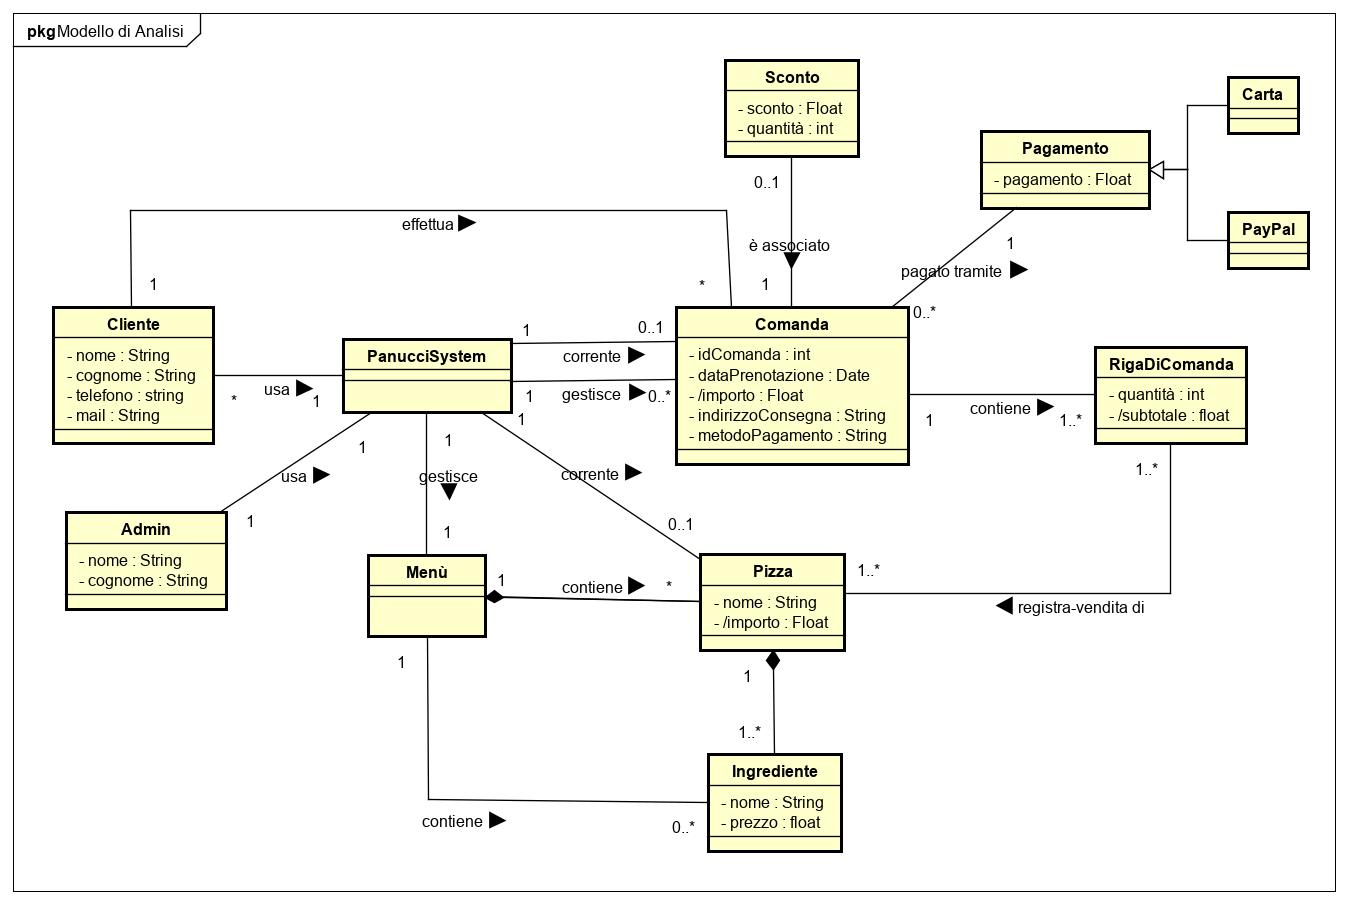 pkg Modello di Analisi
Sconto
- sconto : Float
- quantità : int
Carta
Pagamento
- pagamento : Float
PayPal
0..1
effettua
è associato
1
pagato tramite
1
*
1
0..*
Cliente
- nome : String
- cognome : String
- telefono : string
- mail : String
PanucciSystem
1
0..1
corrente
gestisce
1
0..*
Comanda
- idComanda : int
- dataPrenotazione : Date
- /importo : Float
- indirizzoConsegna : String
- metodoPagamento : String
RigaDiComanda
- quantità : int
- /subtotale : float
contiene
1
1..*
usa
*
1
1
1
1
usa
gestisce
corrente
1..*
1
1
0..1
Admin
- nome : String
- cognome : String
Menù
1
contiene
*
Pizza
- nome : String
- /importo : Float
1..*
registra-vendita di
1
1
1..*
Ingrediente
- nome : String
- prezzo : float
contiene
0..*